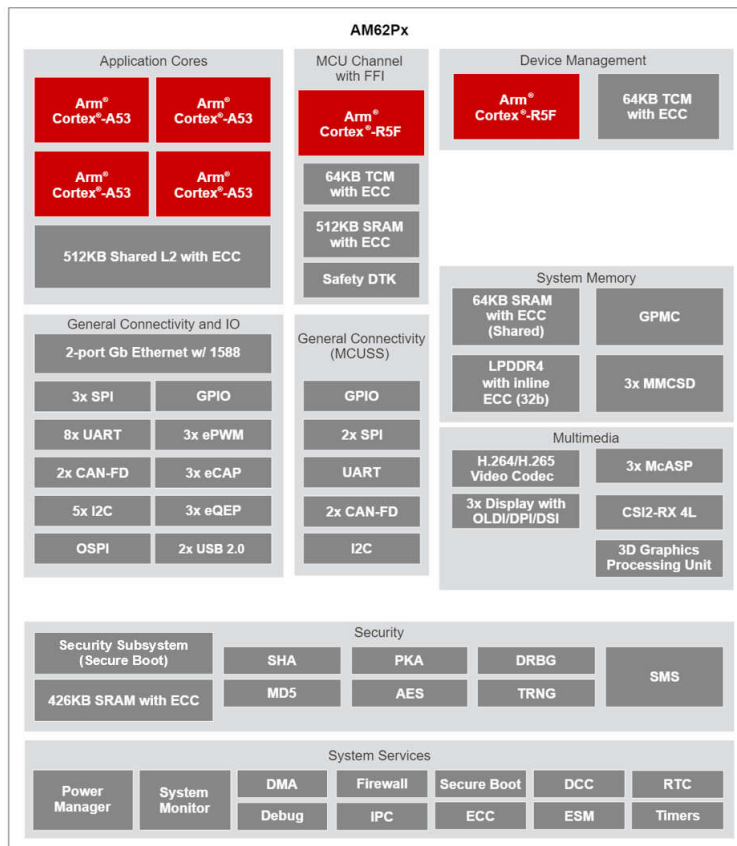 AM62Px
Application Cores
Arm®
Cortex®-A53
Arm®
Cortex®-A53
Arm®
Cortex®-A53
Arm®
Cortex®-A53
512KB Shared L2 with ECC
MCU Channel
with FFI
Arm®
Cortex®-R5F
64KB TCM
with ECC
512KB SRAM
with ECC
Safety DTK
Device Management
Arm®
Cortex®-R5F
64KB TCM
with ECC
General Connectivity and IO
2-port Gb Ethernet w/ 1588
3x SPI
GPIO
8x UART
3x ePWM
2x CAN-FD
3x eCAP
5x I2C
3x eQEP
OSPI
2x USB 2.0
General Connectivity
(MCUSS)
GPIO
2x SPI
UART
2x CAN-FD
I2C
System Memory
64KB SRAM
with ECC
(Shared)
GPMC
LPDDR4
with inline
ECC (32b)
3x MMCSD
Multimedia
H.264/H.265
Video Codec
3x McASP
3x Display with
OLDI/DPI/DSI
CSI2-RX 4L
3D Graphics
Processing Unit
Security
Security Subsystem
(Secure Boot)
SHA
PKA
DRBG
SMS
426KB SRAM with ECC
MD5
AES
TRNG
System Services
Power
Manager
System
Monitor
DMA
Firewall
Secure Boot
DCC
RTC
Debug
IPC
ECC
ESM
Timers